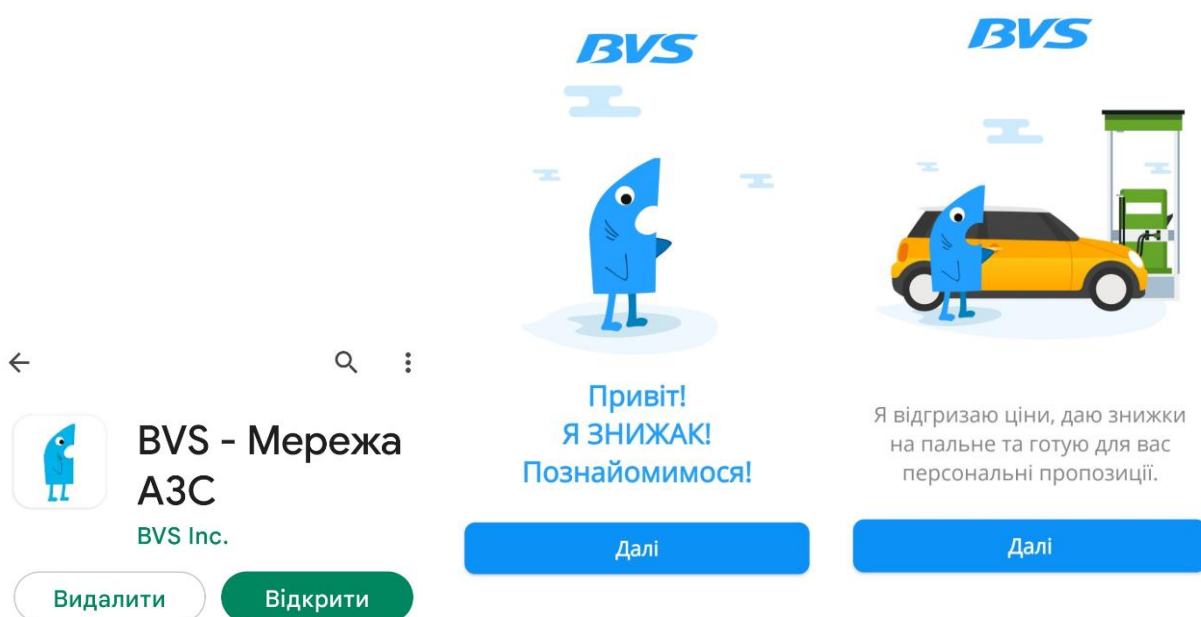 BVS - Мережа
АЗС
BVS Inc.
Видалити
Відкрити
BVS
Привіт!
Я ЗНИЖАК!
Познайомимося!
Далі
BVS
Я відгризаю ціни, даю знижки
на пальне та готую для вас
персональні пропозиції.
Далі